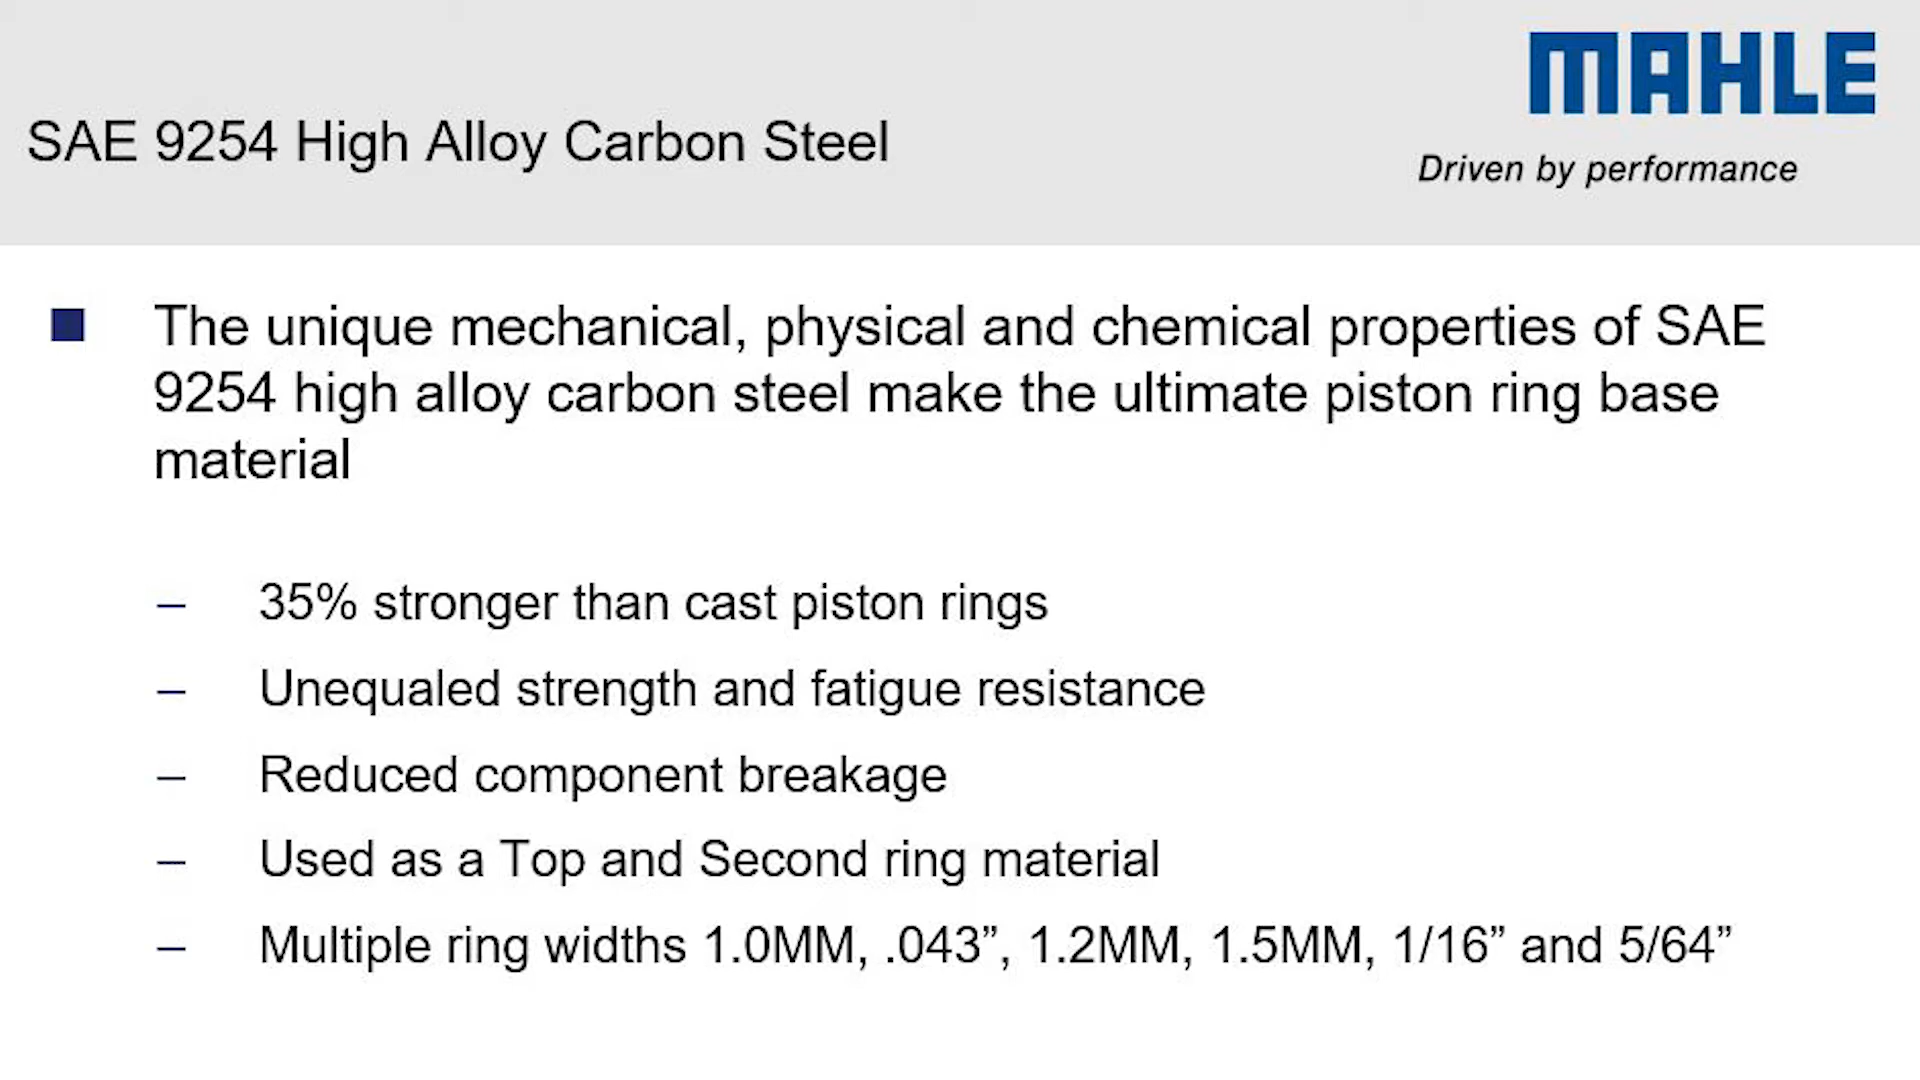 MAHLE
SAE 9254 High Alloy Carbon Steel
Driven by performance
■ The unique mechanical, physical and chemical properties of SAE
9254 high alloy carbon steel make the ultimate piston ring base
material
– 35% stronger than cast piston rings
– Unequaled strength and fatigue resistance
– Reduced component breakage
– Used as a Top and Second ring material
– Multiple ring widths 1.0MM, .043”, 1.2MM, 1.5MM, 1/16” and 5/64”